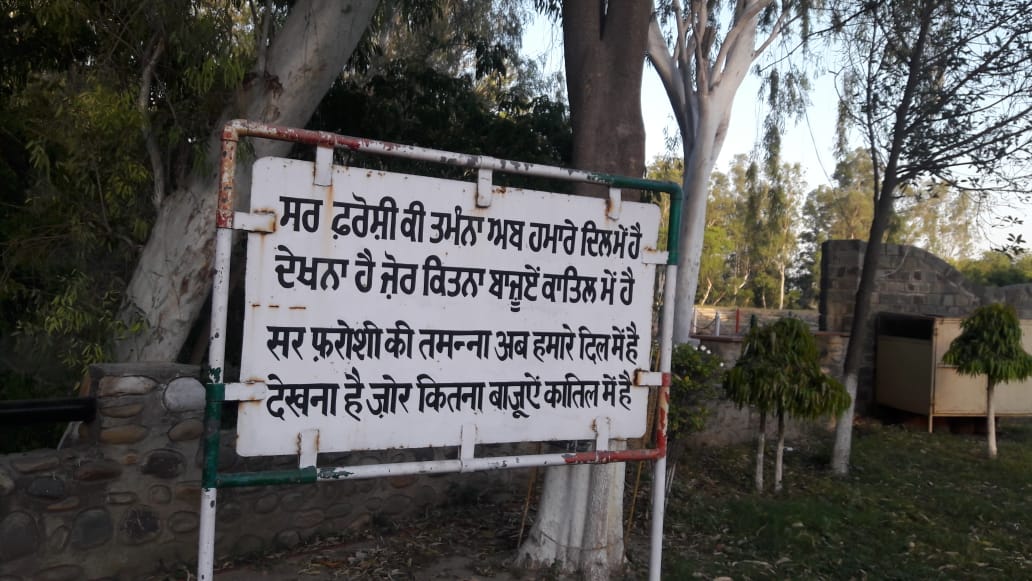 ਸਰ ਫ਼ਰੋਸ਼ੀ ਕੀ ਤਮੰਨਾ ਅਬ ਹਮਾਰੇ ਦਿਲ ਮੇਂ ਹੈ
ਦੇਖਨਾ ਹੈ ਜ਼ੋਰ ਕਿਤਨਾ ਬਾਜ਼ੂਏਂ ਕਾਤਿਲ ਮੇਂ ਹੈ
सर फ़रोशी की तमन्ना अब हमारे दिल में है
देखना है ज़ोर कितना बाजूऐं कातिल में है